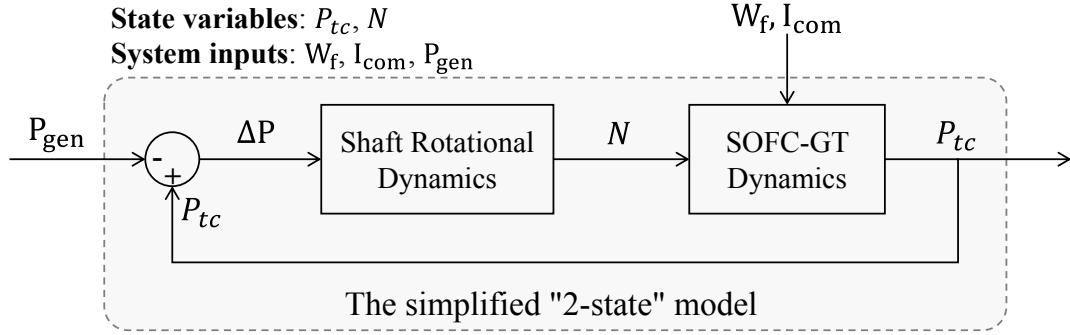 State variables: P_tc, N
System inputs: W_f, I_com, P_gen
W_f, I_com
P_gen
-
+
ΔP
Shaft Rotational
Dynamics
N
SOFC-GT
Dynamics
P_tc
P_tc
The simplified "2-state" model